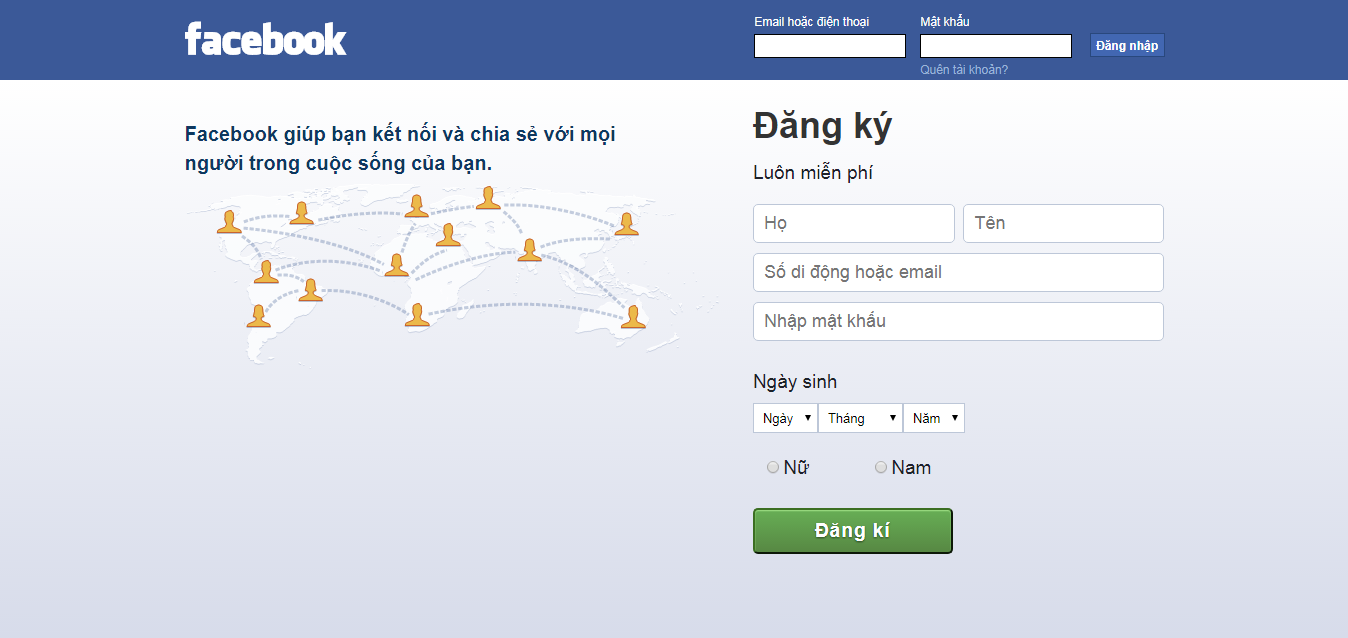 facebook
Email hoặc điện thoại
Mật khẩu
Đăng nhập
Quên tài khoản?
Facebook giúp bạn kết nối và chia sẻ với mọi
người trong cuộc sống của bạn.
Đăng ký
Luôn miễn phí
Họ
Tên
Số di động hoặc email
Nhập mật khẩu
Ngày sinh
Ngày
Tháng
Năm
Nữ
Nam
Đăng kí